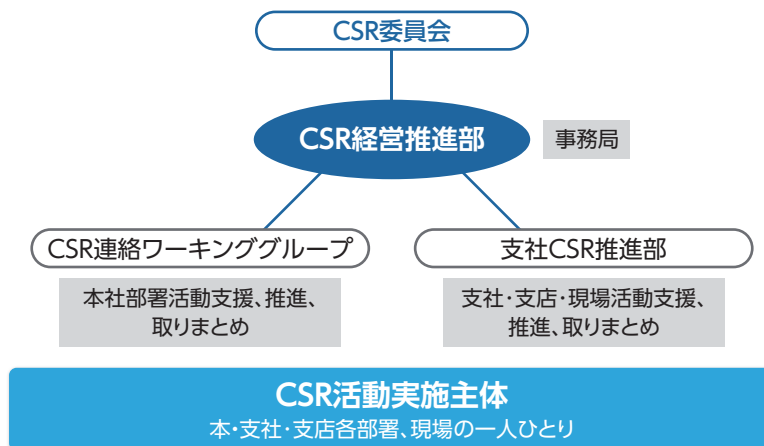 CSR委員会
CSR経営推進部
事務局
CSR連絡ワーキンググループ
支社CSR推進部
本社部署活動支援、推進、
取りまとめ
支社・支店・現場活動支援、
推進、取りまとめ
CSR活動実施主体
本・支社・支店各部署、現場の一人ひとり